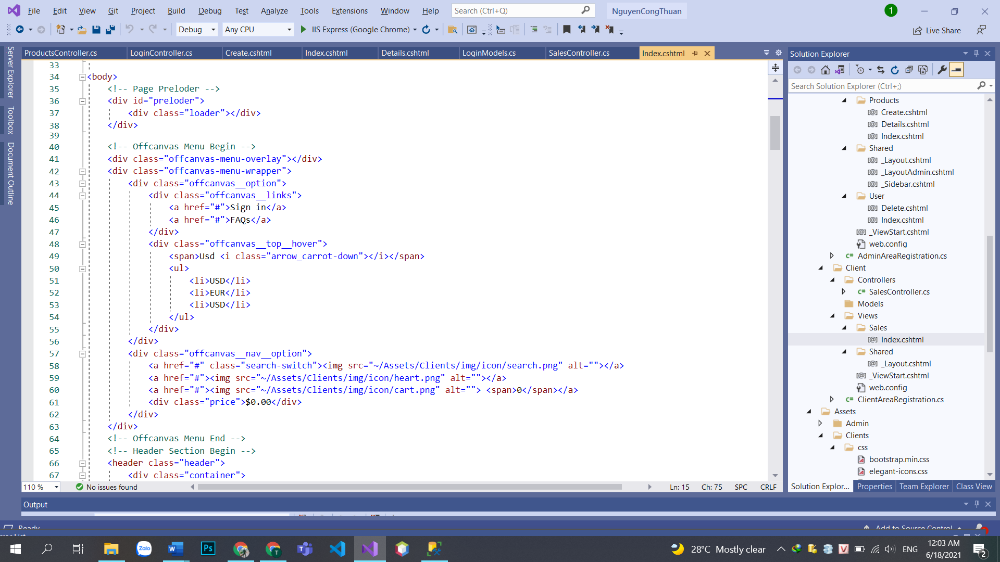 File Edit View Git Project Build Debug Test Analyze Tools Extensions Window Help Search (Ctrl+Q) NguyenCongThuan 1
Debug Any CPU IIS Express (Google Chrome) Live Share
Server Explorer
Toolbox
Document Outline
ProductsController.cs LoginController.cs Create.cshtml Index.cshtml Details.cshtml LoginModels.cs SalesController.cs Index.cshtml
33
34 <body>
35 <!-- Page Preloder -->
36 <div id="preloder">
37 <div class="loader"></div>
38 </div>
39
40 <!-- Offcanvas Menu Begin -->
41 <div class="offcanvas-menu-overlay"></div>
42 <div class="offcanvas-menu-wrapper">
43 <div class="offcanvas__option">
44 <div class="offcanvas__links">
45 <a href="#">Sign in</a>
46 <a href="#">FAQs</a>
47 </div>
48 <div class="offcanvas__top__hover">
49 <span>Usd <i class="arrow_carrot-down"></i></span>
50 <ul>
51 <li>USD</li>
52 <li>EUR</li>
53 <li>USD</li>
54 </ul>
55 </div>
56 </div>
57 <div class="offcanvas__nav__option">
58 <a href="#" class="search-switch"><img src="~/Assets/Clients/img/icon/search.png" alt=""></a>
59 <a href="#"><img src="~/Assets/Clients/img/icon/heart.png" alt=""></a>
60 <a href="#"><img src="~/Assets/Clients/img/icon/cart.png" alt=""> <span>0</span></a>
61 <div class="price">$0.00</div>
62 </div>
63 </div>
64 <!-- Offcanvas Menu End -->
65 <!-- Header Section Begin -->
66 <header class="header">
67 <div class="container">
110 % No issues found Ln: 15 Ch: 75 SPC CRLF
Solution Explorer
Search Solution Explorer (Ctrl+;)
Products
Create.cshtml
Details.cshtml
Index.cshtml
Shared
_Layout.cshtml
_LayoutAdmin.cshtml
_Sidebar.cshtml
User
Delete.cshtml
Index.cshtml
_ViewStart.cshtml
web.config
AdminAreaRegistration.cs
Client
Controllers
SalesController.cs
Models
Views
Sales
Index.cshtml
Shared
_Layout.cshtml
_ViewStart.cshtml
web.config
ClientAreaRegistration.cs
Assets
Admin
Clients
css
bootstrap.min.css
elegant-icons.css
Solution Explor... Properties Team Explorer Class View
Output
Ready Add to Source Control
Zalo Ps 28°C Mostly clear ENG 12:03 AM
6/18/2021 2